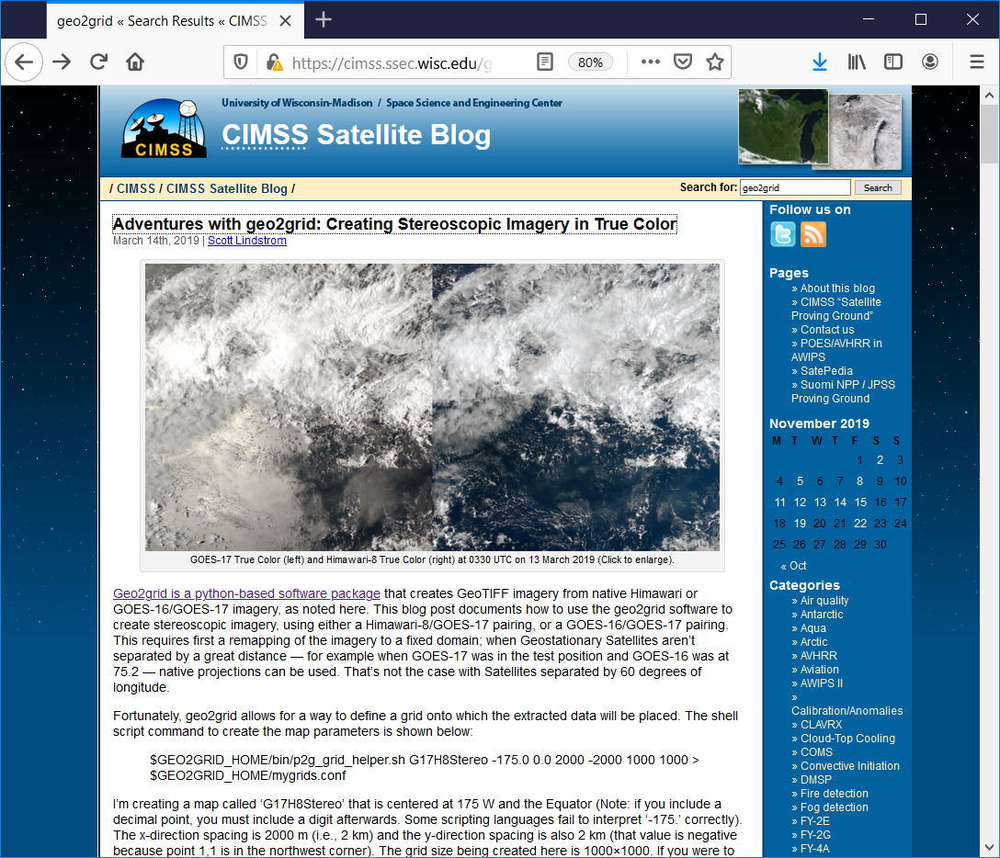 geo2grid « Search Results « CIMSS
https://cimss.ssec.wisc.edu/g
80%
University of Wisconsin-Madison / Space Science and Engineering Center
CIMSS Satellite Blog
CIMSS
/ CIMSS / CIMSS Satellite Blog /
Search for: geo2grid Search
Adventures with geo2grid: Creating Stereoscopic Imagery in True Color
March 14th, 2019 | Scott Lindstrom
GOES-17 True Color (left) and Himawari-8 True Color (right) at 0330 UTC on 13 March 2019 (Click to enlarge).
Geo2grid is a python-based software package that creates GeoTIFF imagery from native Himawari or
GOES-16/GOES-17 imagery, as noted here. This blog post documents how to use the geo2grid software to
create stereoscopic imagery, using either a Himawari-8/GOES-17 pairing, or a GOES-16/GOES-17 pairing.
This requires first a remapping of the imagery to a fixed domain; when Geostationary Satellites aren’t
separated by a great distance — for example when GOES-17 was in the test position and GOES-16 was at
75.2 — native projections can be used. That’s not the case with Satellites separated by 60 degrees of
longitude.
Fortunately, geo2grid allows for a way to define a grid onto which the extracted data will be placed. The shell
script command to create the map parameters is shown below:
$GEO2GRID_HOME/bin/p2g_grid_helper.sh G17H8Stereo -175.0 0.0 2000 -2000 1000 1000 >
$GEO2GRID_HOME/mygrids.conf
I’m creating a map called ‘G17H8Stereo’ that is centered at 175 W and the Equator (Note: if you include a
decimal point, you must include a digit afterwards. Some scripting languages fail to interpret ‘-175.’ correctly).
The x-direction spacing is 2000 m (i.e., 2 km) and the y-direction spacing is also 2 km (that value is negative
because point 1,1 is in the northwest corner). The grid size being created here is 1000×1000. If you were to
Follow us on
Pages
» About this blog
» CIMSS “Satellite
Proving Ground”
» Contact us
» POES/AVHRR in
AWIPS
» SatePedia
» Suomi NPP / JPSS
Proving Ground
November 2019
M T W T F S S
1 2 3
4 5 6 7 8 9 10
11 12 13 14 15 16 17
18 19 20 21 22 23 24
25 26 27 28 29 30
« Oct
Categories
» Air quality
» Antarctic
» Aqua
» Arctic
» AVHRR
» Aviation
» AWIPS II
»
Calibration/Anomalies
» CLAVRX
» Cloud-Top Cooling
» COMS
» Convective Initiation
» DMSP
» Fire detection
» Fog detection
» FY-2E
» FY-2G
» FY-4A